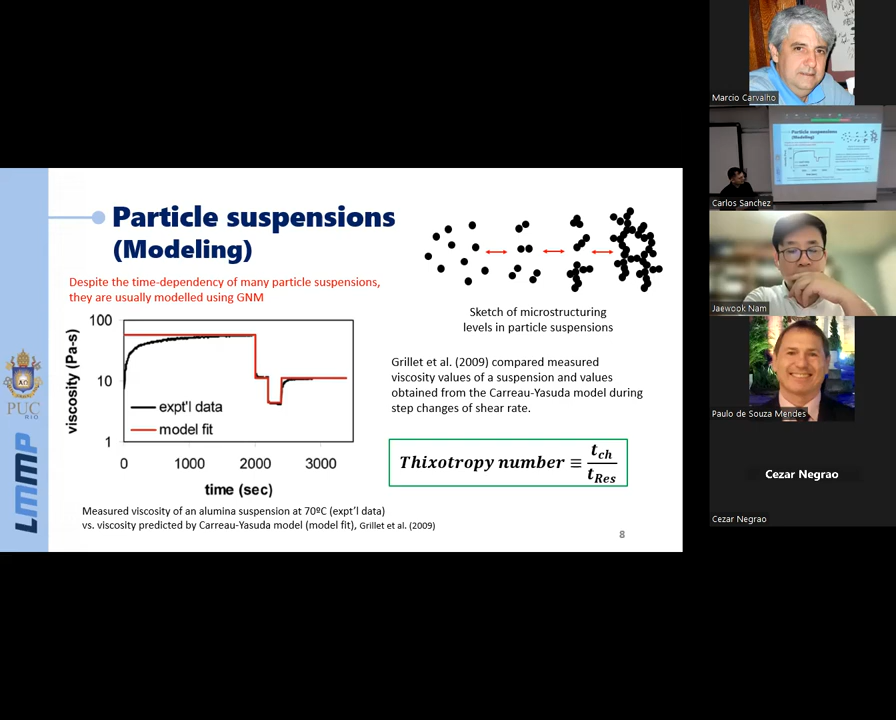 Particle suspensions
(Modeling)
Despite the time-dependency of many particle suspensions,
they are usually modelled using GNM
viscosity (Pa-s)
100
10
1
expt'l data
model fit
0
1000
2000
3000
time (sec)
Measured viscosity of an alumina suspension at 70ºC (expt'l data)
vs. viscosity predicted by Carreau-Yasuda model (model fit), Grillet et al. (2009)
Sketch of microstructuring
levels in particle suspensions
Grillet et al. (2009) compared measured
viscosity values of a suspension and values
obtained from the Carreau-Yasuda model during
step changes of shear rate.
Thixotropy number ≡ t_ch / t_Res
8
PUC
RIO
LMMP
Marcio Carvalho
Particle suspensions
(Modeling)
Carlos Sanchez
Jaewook Nam
Paulo de Souza Mendes
Cezar Negrao
Cezar Negrao